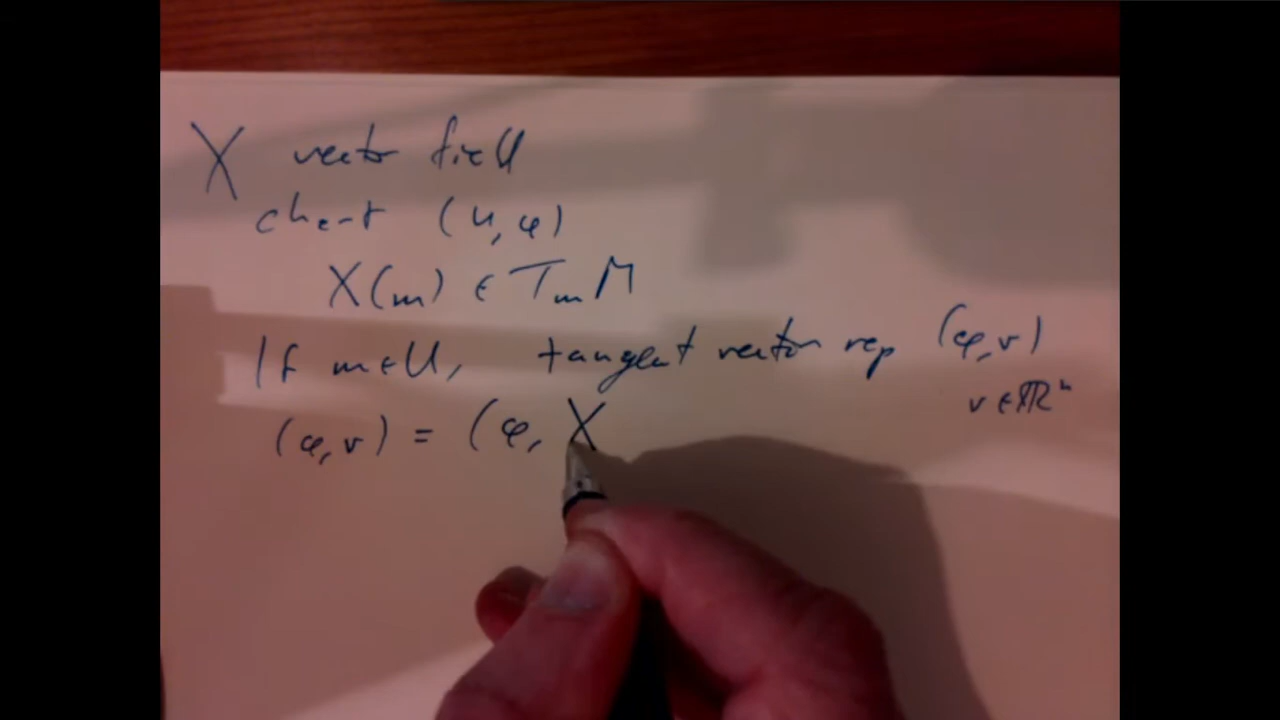 X vector field
chart (U, φ)
X(m) ∈ TₘM
If m ∈ U, tangent vector rep (φ, v)
v ∈ ℝⁿ
(φ, v) = (φ, X